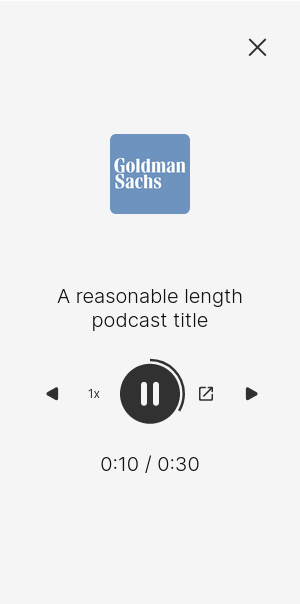 Goldman
Sachs
A reasonable length
podcast title
1x
0:10 / 0:30